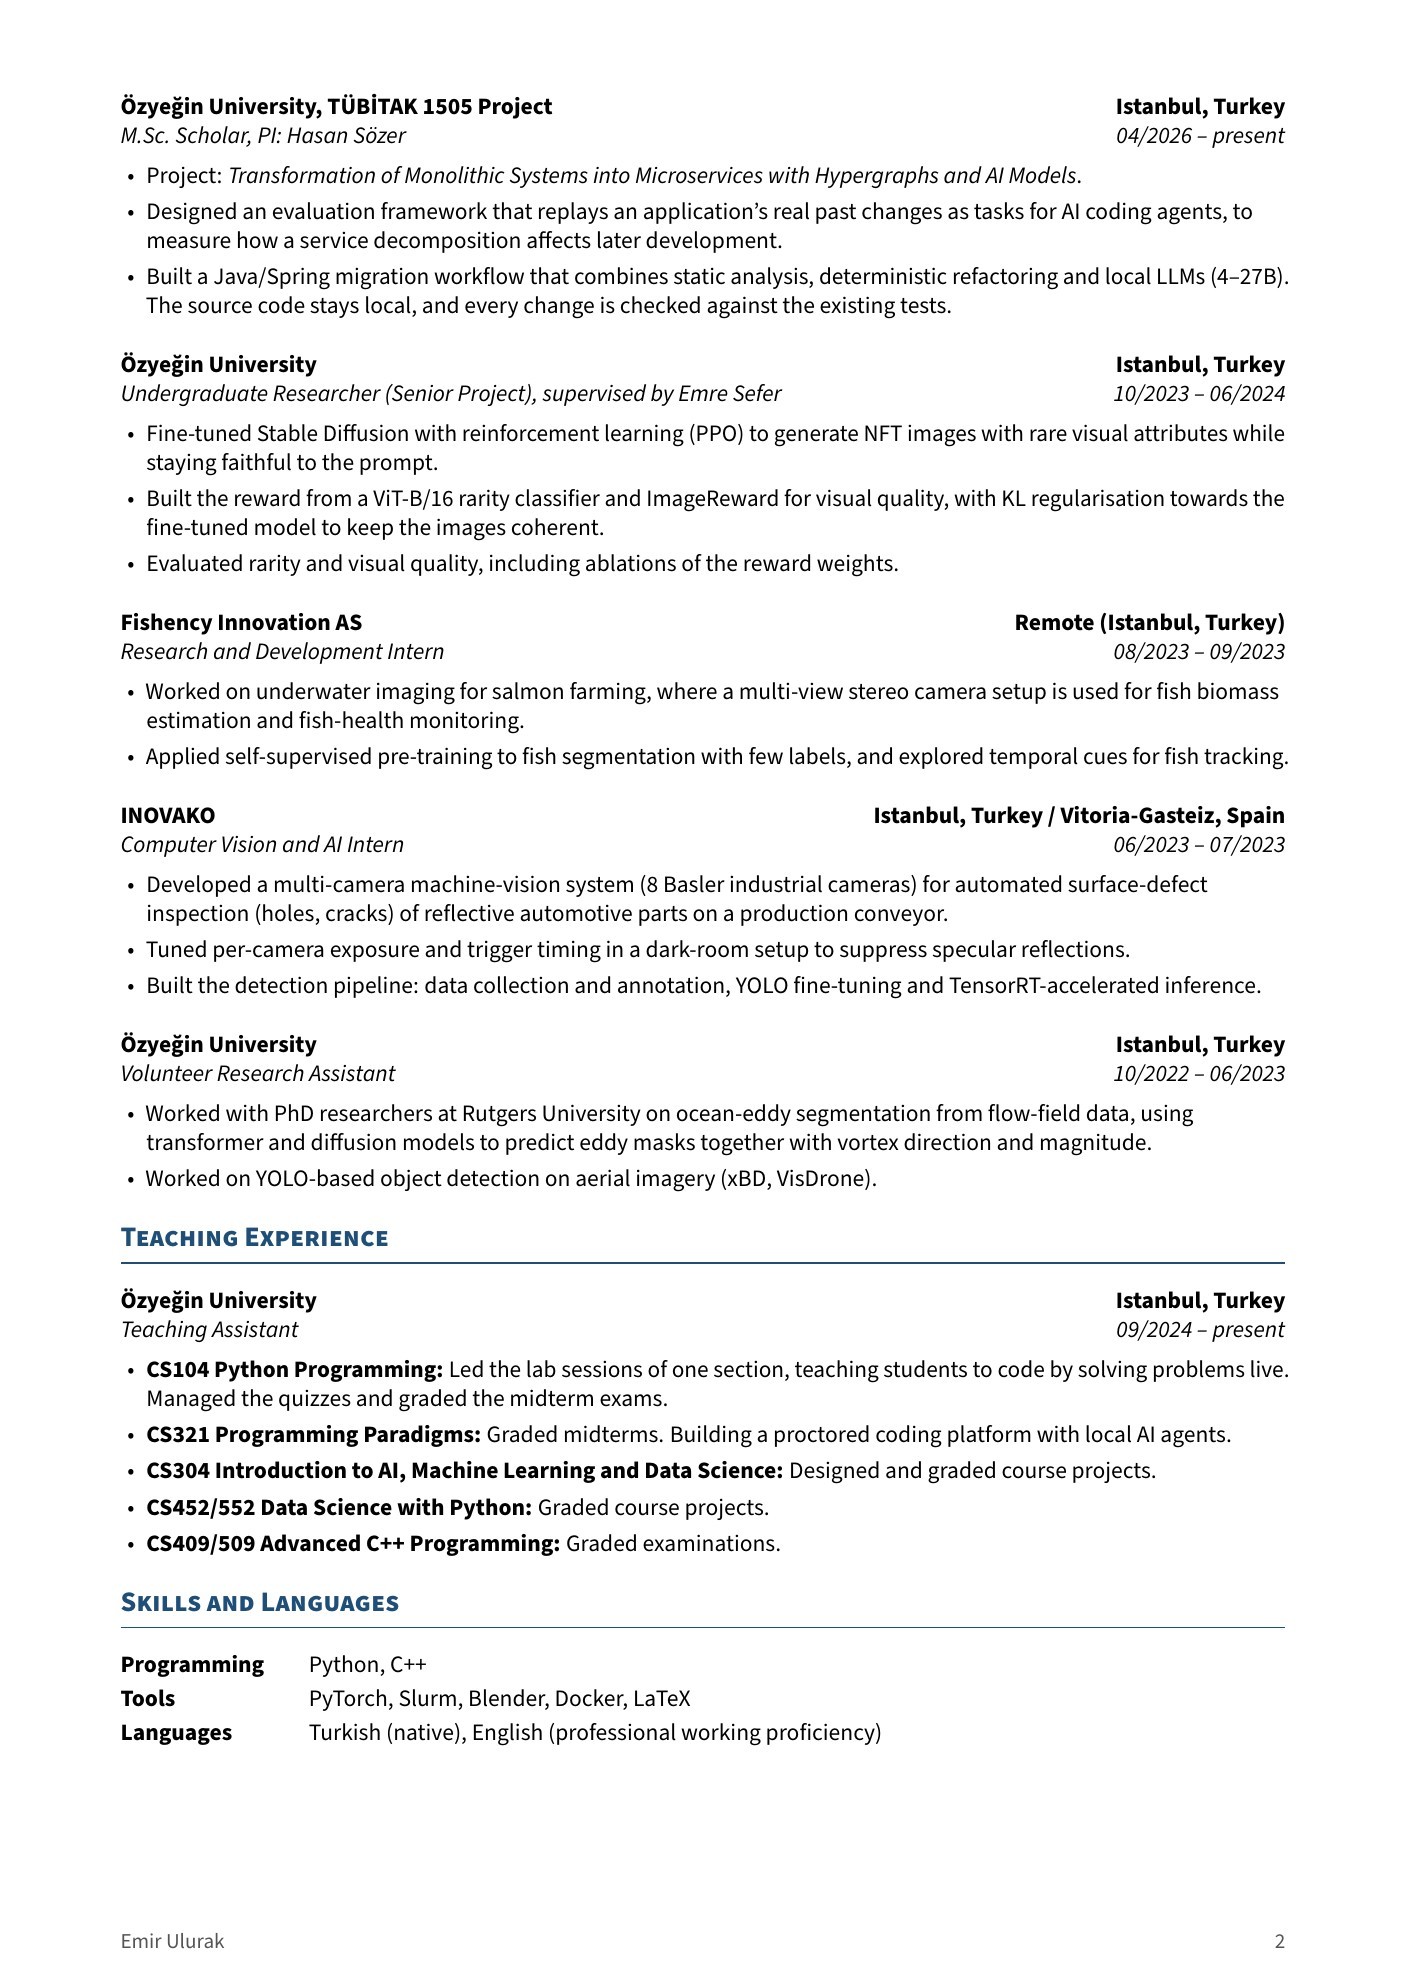 Özyeğin University, TÜBİTAK 1505 Project Istanbul, Turkey
M.Sc. Scholar, PI: Hasan Sözer 04/2026 – present
• Project: Transformation of Monolithic Systems into Microservices with Hypergraphs and AI Models.
• Designed an evaluation framework that replays an application’s real past changes as tasks for AI coding agents, to
measure how a service decomposition affects later development.
• Built a Java/Spring migration workflow that combines static analysis, deterministic refactoring and local LLMs (4–27B).
The source code stays local, and every change is checked against the existing tests.
Özyeğin University Istanbul, Turkey
Undergraduate Researcher (Senior Project), supervised by Emre Sefer 10/2023 – 06/2024
• Fine-tuned Stable Diffusion with reinforcement learning (PPO) to generate NFT images with rare visual attributes while
staying faithful to the prompt.
• Built the reward from a ViT-B/16 rarity classifier and ImageReward for visual quality, with KL regularisation towards the
fine-tuned model to keep the images coherent.
• Evaluated rarity and visual quality, including ablations of the reward weights.
Fishency Innovation AS Remote (Istanbul, Turkey)
Research and Development Intern 08/2023 – 09/2023
• Worked on underwater imaging for salmon farming, where a multi-view stereo camera setup is used for fish biomass
estimation and fish-health monitoring.
• Applied self-supervised pre-training to fish segmentation with few labels, and explored temporal cues for fish tracking.
INOVAKO Istanbul, Turkey / Vitoria-Gasteiz, Spain
Computer Vision and AI Intern 06/2023 – 07/2023
• Developed a multi-camera machine-vision system (8 Basler industrial cameras) for automated surface-defect
inspection (holes, cracks) of reflective automotive parts on a production conveyor.
• Tuned per-camera exposure and trigger timing in a dark-room setup to suppress specular reflections.
• Built the detection pipeline: data collection and annotation, YOLO fine-tuning and TensorRT-accelerated inference.
Özyeğin University Istanbul, Turkey
Volunteer Research Assistant 10/2022 – 06/2023
• Worked with PhD researchers at Rutgers University on ocean-eddy segmentation from flow-field data, using
transformer and diffusion models to predict eddy masks together with vortex direction and magnitude.
• Worked on YOLO-based object detection on aerial imagery (xBD, VisDrone).
Teaching Experience
Özyeğin University Istanbul, Turkey
Teaching Assistant 09/2024 – present
• CS104 Python Programming: Led the lab sessions of one section, teaching students to code by solving problems live.
Managed the quizzes and graded the midterm exams.
• CS321 Programming Paradigms: Graded midterms. Building a proctored coding platform with local AI agents.
• CS304 Introduction to AI, Machine Learning and Data Science: Designed and graded course projects.
• CS452/552 Data Science with Python: Graded course projects.
• CS409/509 Advanced C++ Programming: Graded examinations.
Skills and Languages
Programming Python, C++
Tools PyTorch, Slurm, Blender, Docker, LaTeX
Languages Turkish (native), English (professional working proficiency)
Emir Ulurak 2